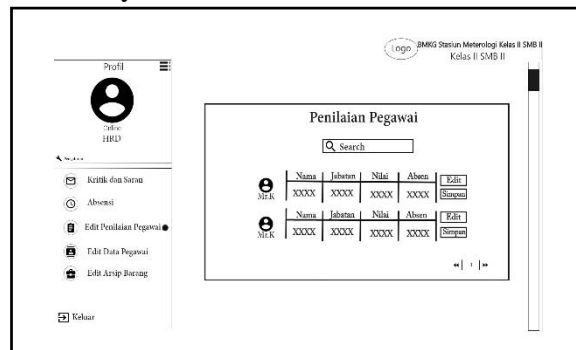 Logo
BMKG Stasiun Meterologi Kelas II SMB II
Kelas II SMB II
Profil
Online
HRD
Kritik dan Saran
Absensi
Edit Penilaian Pegawai
Edit Data Pegawai
Edit Arsip Barang
Keluar
Penilaian Pegawai
Search
Nama Jabatan Nilai Absen Edit
XXXX XXXX XXXX XXXX Simpan
Mr.K
Nama Jabatan Nilai Absen Edit
XXXX XXXX XXXX XXXX Simpan
Mr.K
1